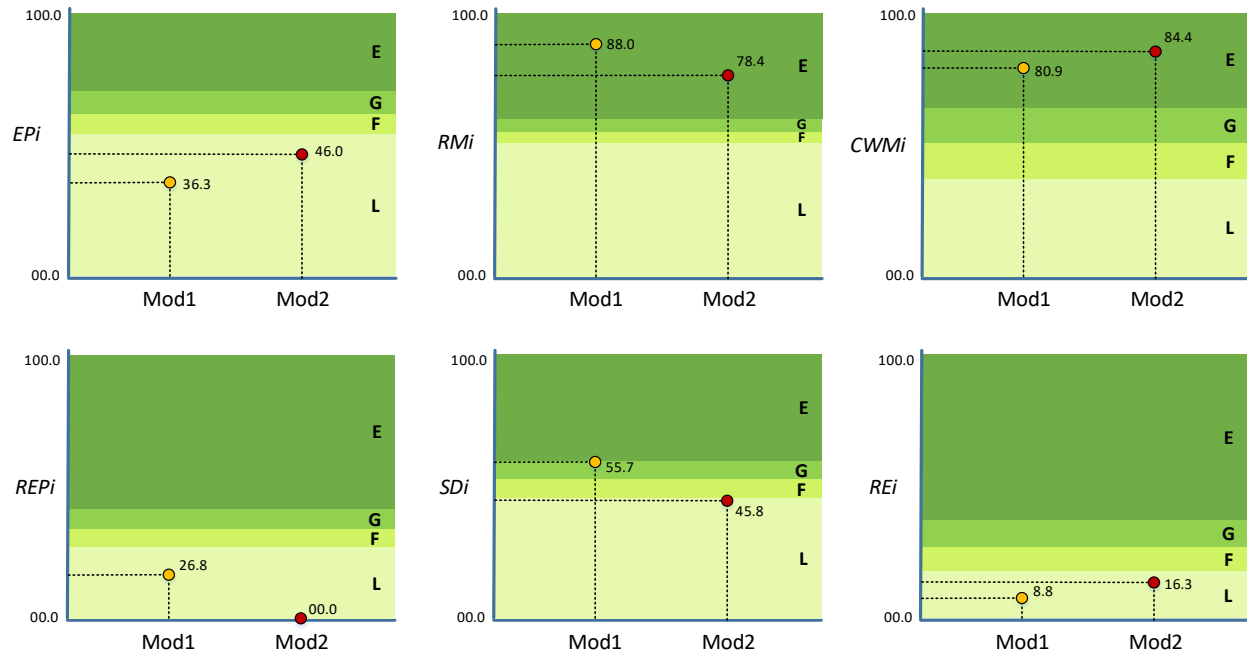 100.0
E
G
F
EPi
46.0
36.3
L
00.0
Mod1
Mod2
88.0
78.4
E
G
F
RMi
L
00.0
Mod1
Mod2
100.0
84.4
80.9
E
G
CWMi
F
L
00.0
Mod1
Mod2
100.0
E
REPi
G
F
26.8
L
00.0
00.0
Mod1
Mod2
100.0
E
55.7
G
SDi
F
45.8
L
00.0
Mod1
Mod2
100.0
E
REi
G
F
16.3
8.8
L
00.0
Mod1
Mod2